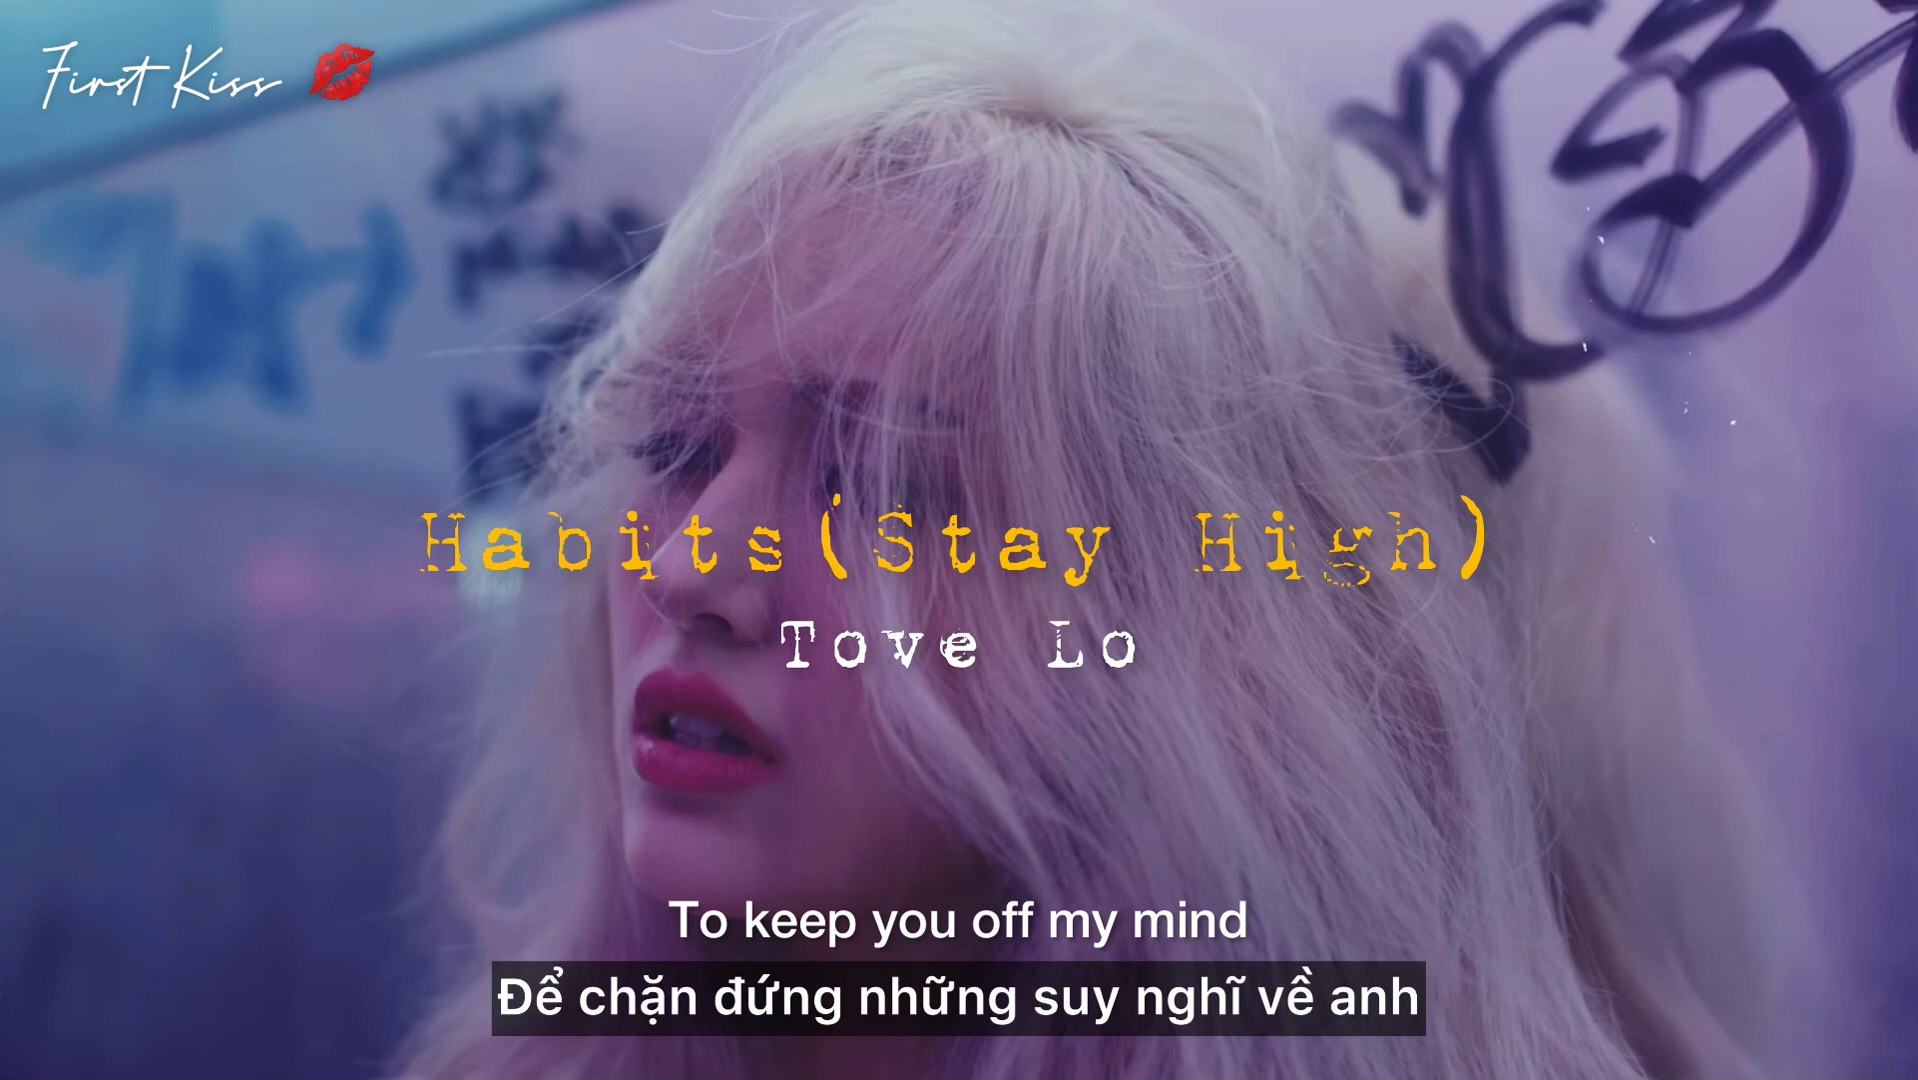 First Kiss
Habits(Stay High)
Tove Lo
To keep you off my mind
Để chặn đứng những suy nghĩ về anh